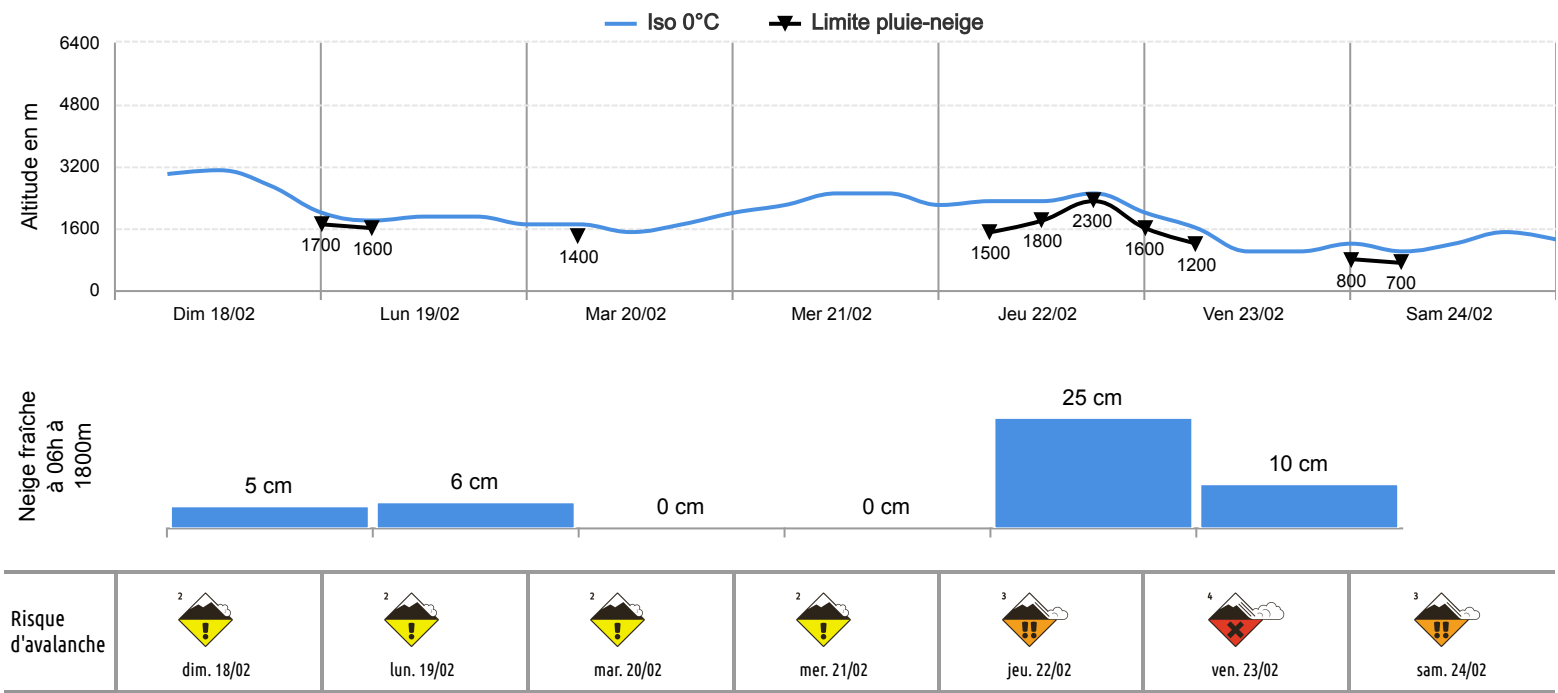 Iso 0°C Limite pluie-neige
Altitude en m
6400
4800
3200
1600
0
1700 1600 1400 1500 1800 2300 1600 1200 800 700
Dim 18/02 Lun 19/02 Mar 20/02 Mer 21/02 Jeu 22/02 Ven 23/02 Sam 24/02
Neige fraîche
à 06h à
1800m
5 cm 6 cm 0 cm 0 cm 25 cm 10 cm
Risque
d'avalanche
2 2 2 2 3 4 3
! ! ! ! !! !!
dim. 18/02 lun. 19/02 mar. 20/02 mer. 21/02 jeu. 22/02 ven. 23/02 sam. 24/02